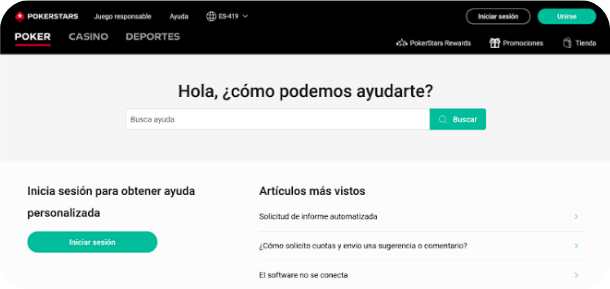 POKERSTARS Juego responsable Ayuda ES-419 Iniciar sesión Unirse
POKER CASINO DEPORTES PokerStars Rewards Promociones Tienda
Hola, ¿cómo podemos ayudarte?
Busca ayuda Buscar
Inicia sesión para obtener ayuda
personalizada
Iniciar sesión
Artículos más vistos
Solicitud de informe automatizada
¿Cómo solicito cuotas y envío una sugerencia o comentario?
El software no se conecta